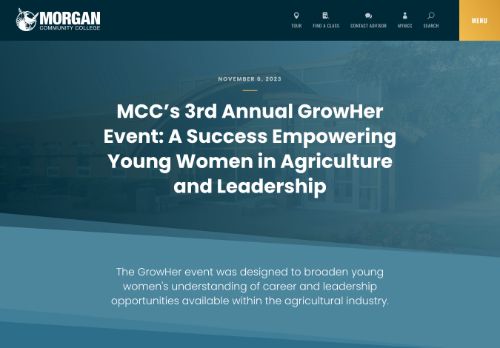 MORGAN
COMMUNITY COLLEGE
TOUR
FIND A CLASS
CONTACT ADVISOR
MYMCC
SEARCH
MENU
NOVEMBER 8, 2023
MCC's 3rd Annual GrowHer
Event: A Success Empowering
Young Women in Agriculture
and Leadership
The GrowHer event was designed to broaden young
women's understanding of career and leadership
opportunities available within the agricultural industry.